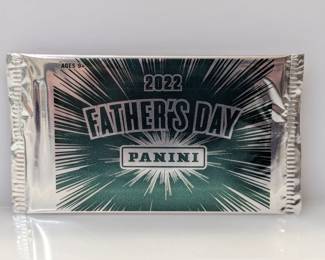 AGES 9+
2022
FATHER'S DAY
PANINI